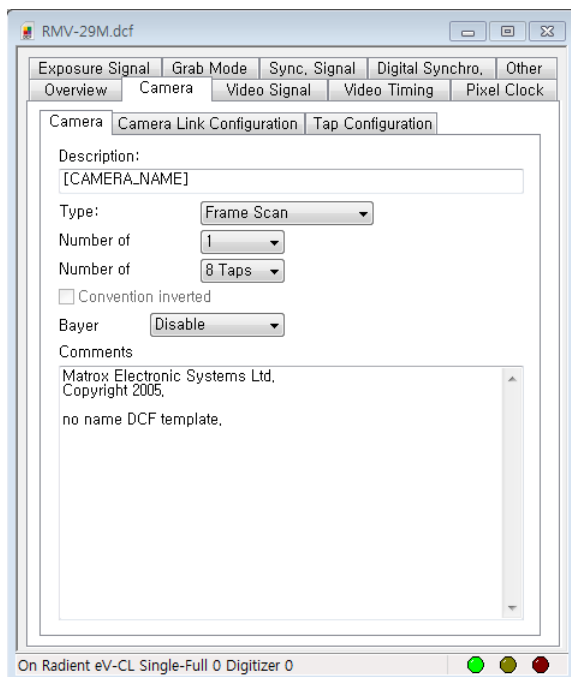 RMV-29M.dcf
Exposure Signal Grab Mode Sync, Signal Digital Synchro, Other
Overview Camera Video Signal Video Timing Pixel Clock
Camera Camera Link Configuration Tap Configuration
Description:
[CAMERA_NAME]
Type: Frame Scan
Number of 1
Number of 8 Taps
Convention inverted
Bayer Disable
Comments
Matrox Electronic Systems Ltd,
Copyright 2005,
no name DCF template,
On Radient eV-CL Single-Full 0 Digitizer 0